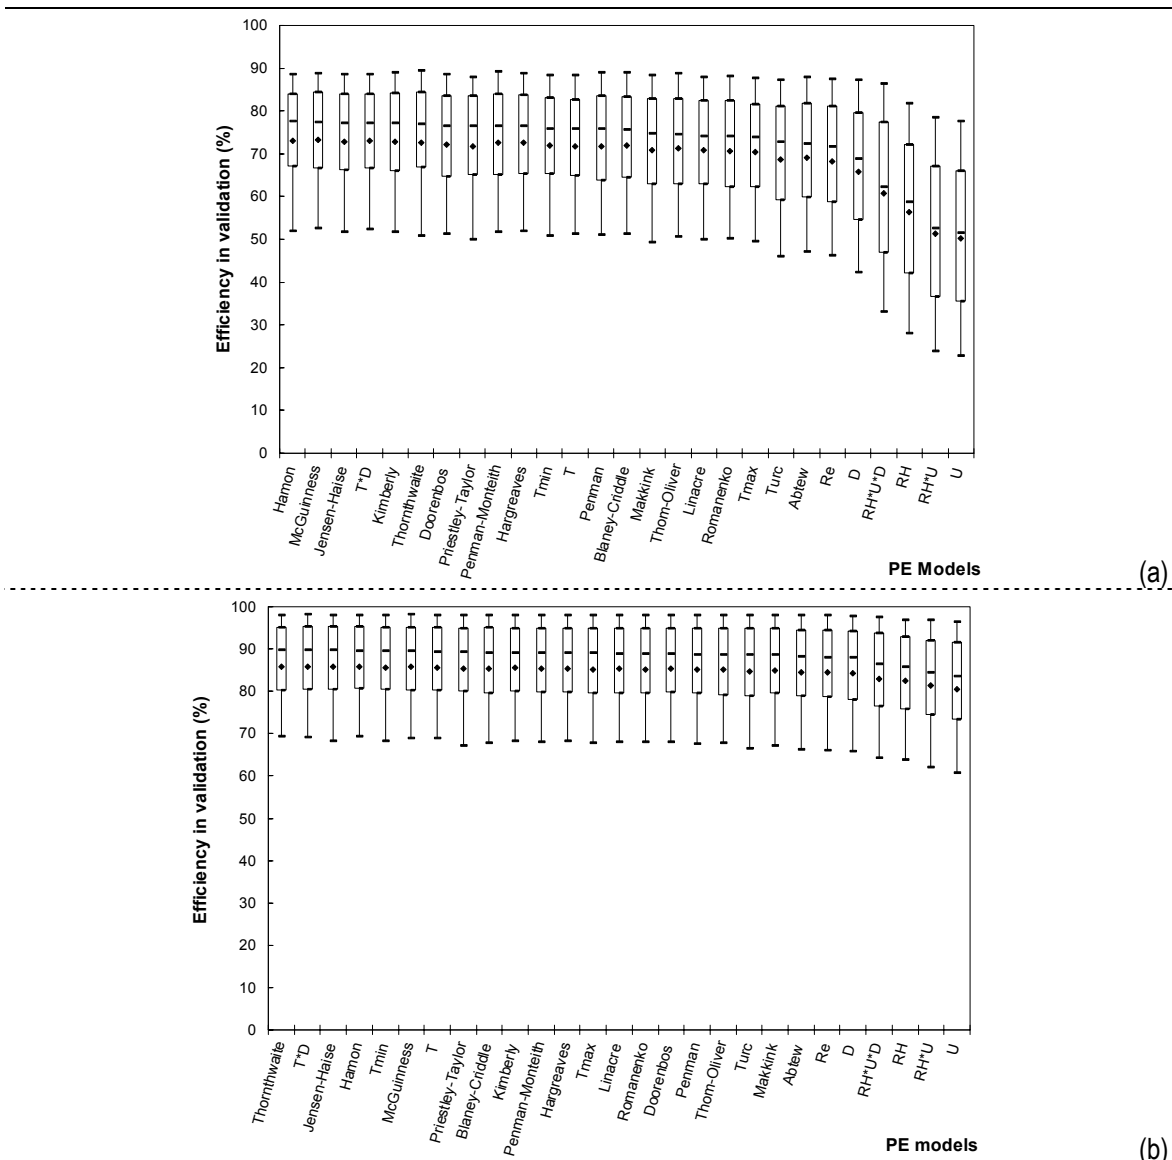 100
90
80
70
60
50
40
30
20
10
0
Efficiency in validation (%)
Hamon
McGuinness
Jensen-Haise
T*D
Kimberly
Thornthwaite
Doorenbos
Priestley-Taylor
Penman-Monteith
Hargreaves
Tmin
T
Penman
Blaney-Criddle
Makkink
Thom-Oliver
Linacre
Romanenko
Tmax
Turc
Abtew
Re
D
RH*U*D
RH
RH*U
U
PE Models
(a)
100
90
80
70
60
50
40
30
20
10
0
Efficiency in validation (%)
Thornthwaite
T*D
Jensen-Haise
Hamon
Tmin
McGuinness
T
Priestley-Taylor
Blaney-Criddle
Kimberly
Penman-Monteith
Hargreaves
Tmax
Linacre
Romanenko
Doorenbos
Penman
Thom-Oliver
Turc
Makkink
Abtew
Re
D
RH*U*D
RH
RH*U
U
PE models
(b)